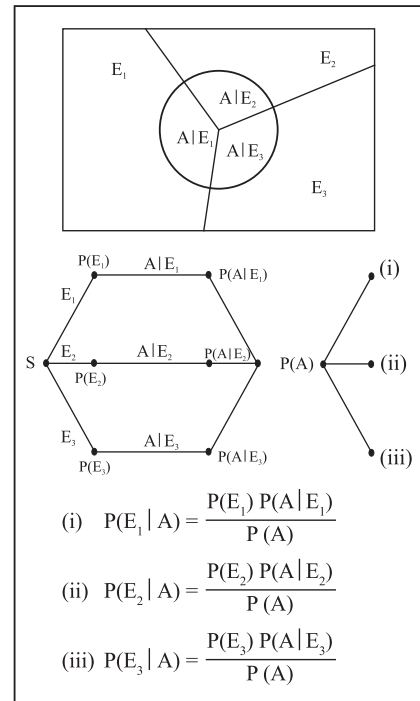 E₁
E₂
A|E₂
A|E₁
A|E₃
E₃
P(E₁) A|E₁ P(A|E₁) (i)
E₁
S E₂ A|E₂ P(A|E₂) P(A) (ii)
P(E₂)
E₃ A|E₃
P(E₃) P(A|E₃) (iii)
(i) P(E₁|A) = P(E₁) P(A|E₁) / P (A)
(ii) P(E₂|A) = P(E₂) P(A|E₂) / P (A)
(iii) P(E₃|A) = P(E₃) P(A|E₃) / P (A)